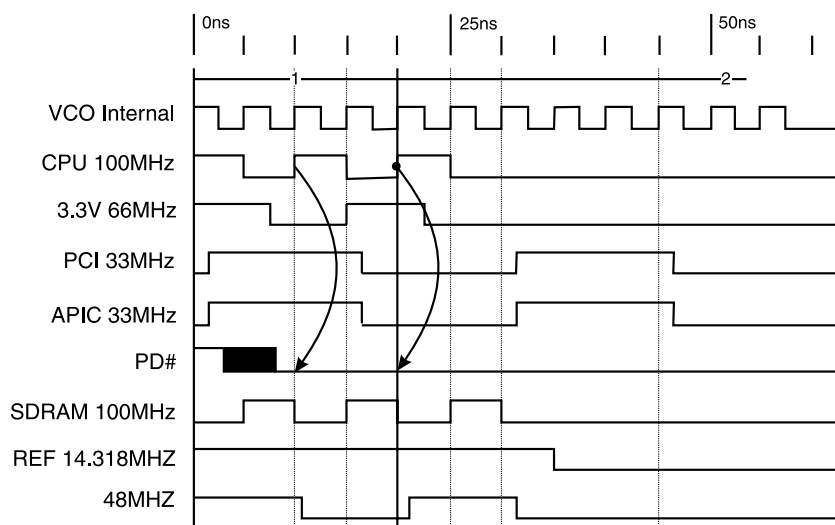 0ns 25ns 50ns
1 2
VCO Internal
CPU 100MHz
3.3V 66MHz
PCI 33MHz
APIC 33MHz
PD#
SDRAM 100MHz
REF 14.318MHZ
48MHZ